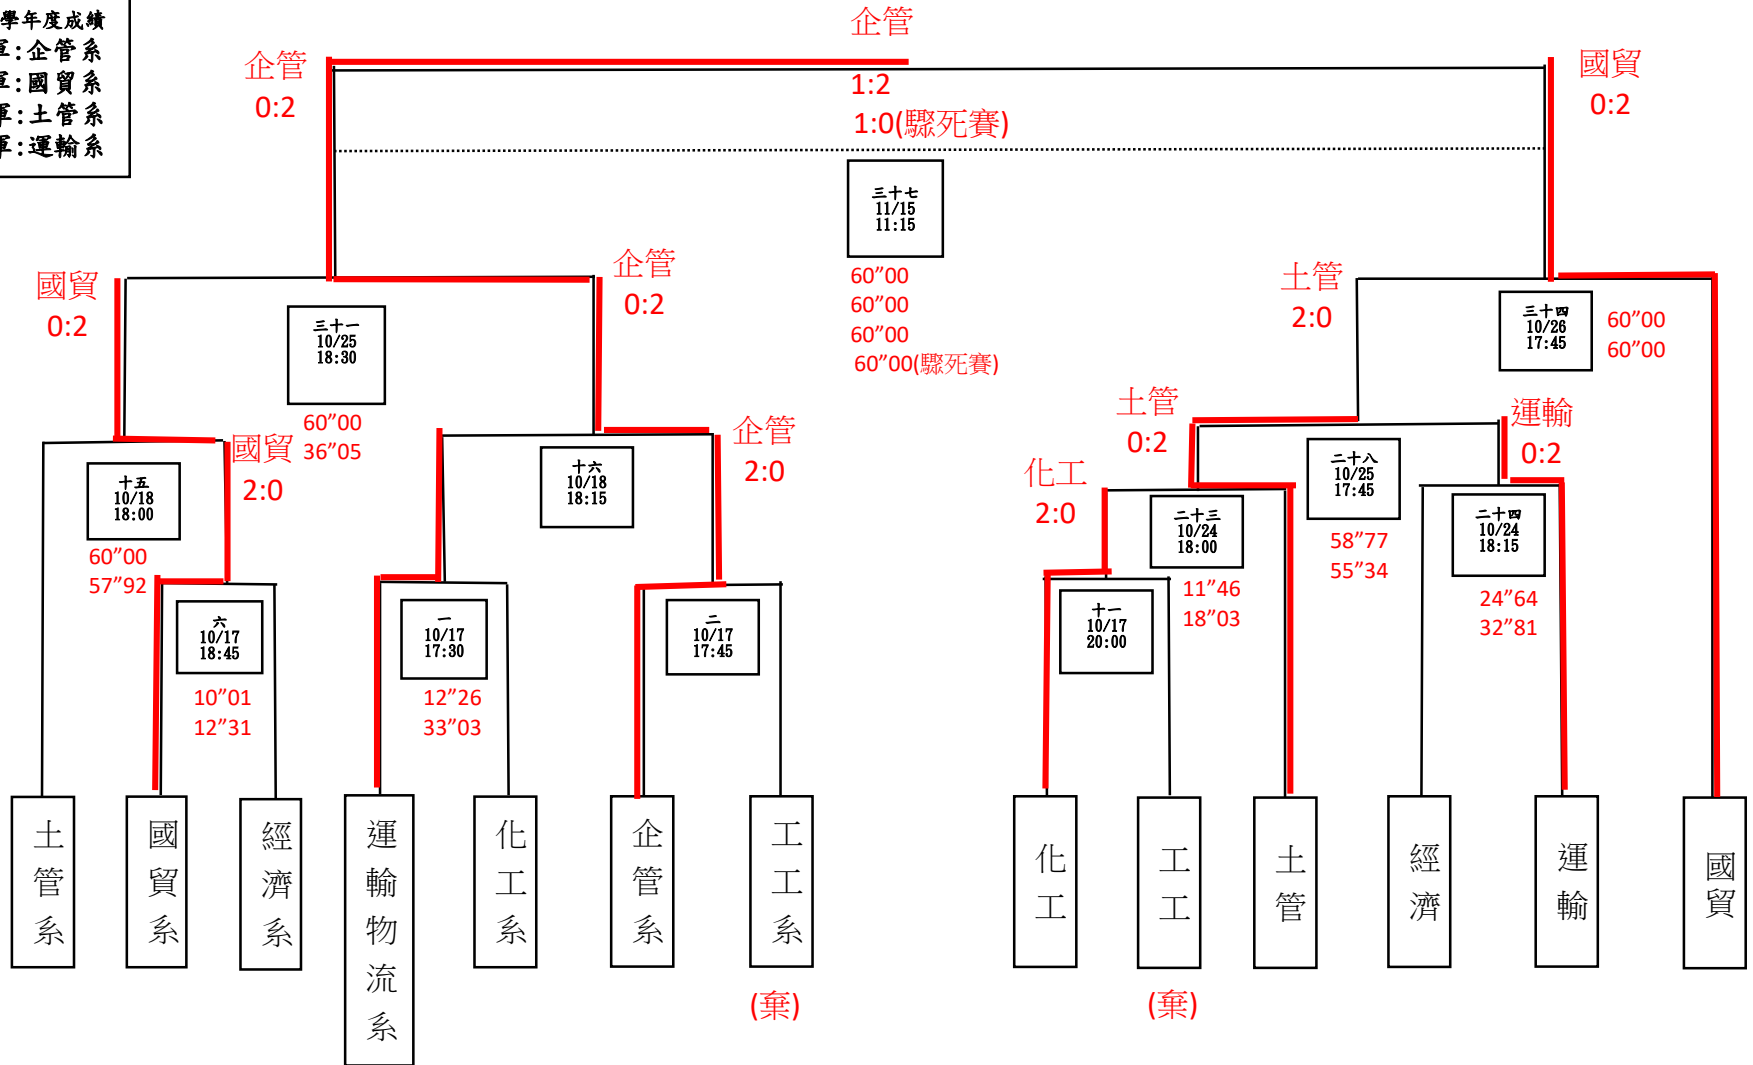 學年度成績
軍:企管系
軍:國貿系
軍:土管系
軍:運輸系
企管
企管
0:2
1:2
1:0(驟死賽)
國貿
0:2
三十七
11/15
11:15
60”00
60”00
60”00
60”00(驟死賽)
國貿
0:2
企管
0:2
三十一
10/25
18:30
60”00
36”05
土管
2:0
三十四
10/26
17:45
60”00
60”00
國貿
2:0
十五
10/18
18:00
60”00
57”92
十六
10/18
18:15
企管
2:0
土管
0:2
運輸
0:2
二十八
10/25
17:45
58”77
55”34
化工
2:0
二十三
10/24
18:00
11”46
18”03
二十四
10/24
18:15
24”64
32”81
六
10/17
18:45
10”01
12”31
一
10/17
17:30
12”26
33”03
二
10/17
17:45
十一
10/17
20:00
土管系
國貿系
經濟系
運輸物流系
化工系
企管系
工工系
(棄)
化工
工工
(棄)
土管
經濟
運輸
國貿